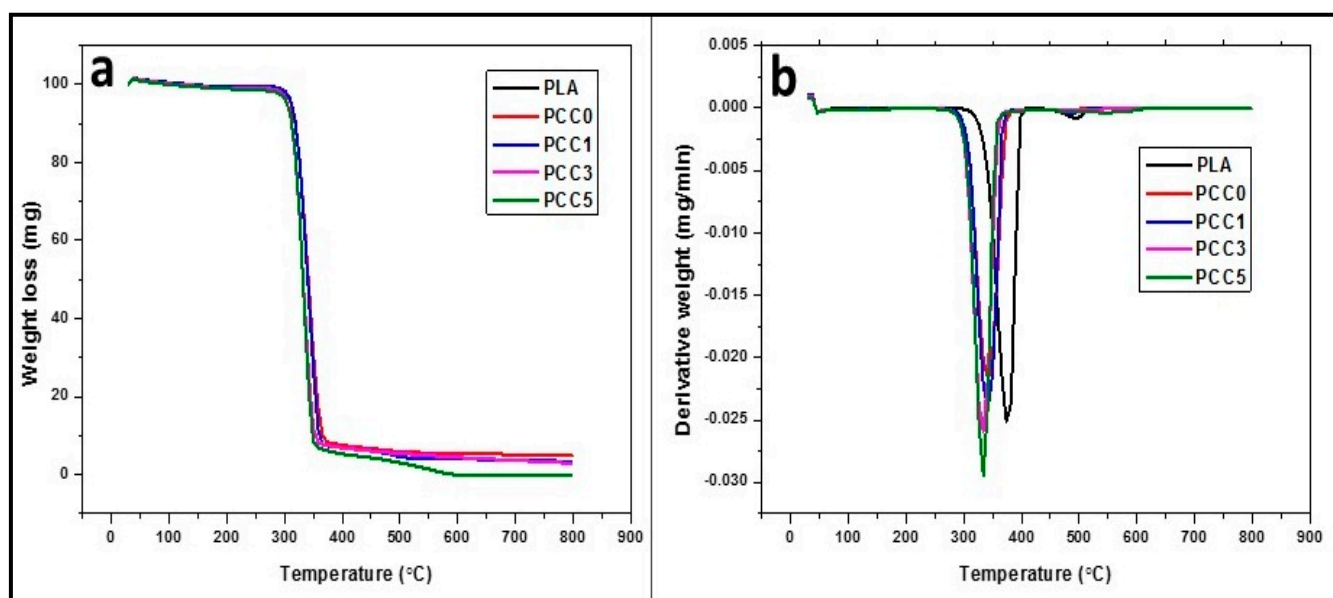 a
PLA
PCC0
PCC1
PCC3
PCC5
100
80
60
40
20
0
Weight loss (mg)
0 100 200 300 400 500 600 700 800 900
Temperature (°C)
b
0.005
0.000
-0.005
-0.010
-0.015
-0.020
-0.025
-0.030
Derivative weight (mg/min)
PLA
PCC0
PCC1
PCC3
PCC5
0 100 200 300 400 500 600 700 800 900
Temperature (°C)